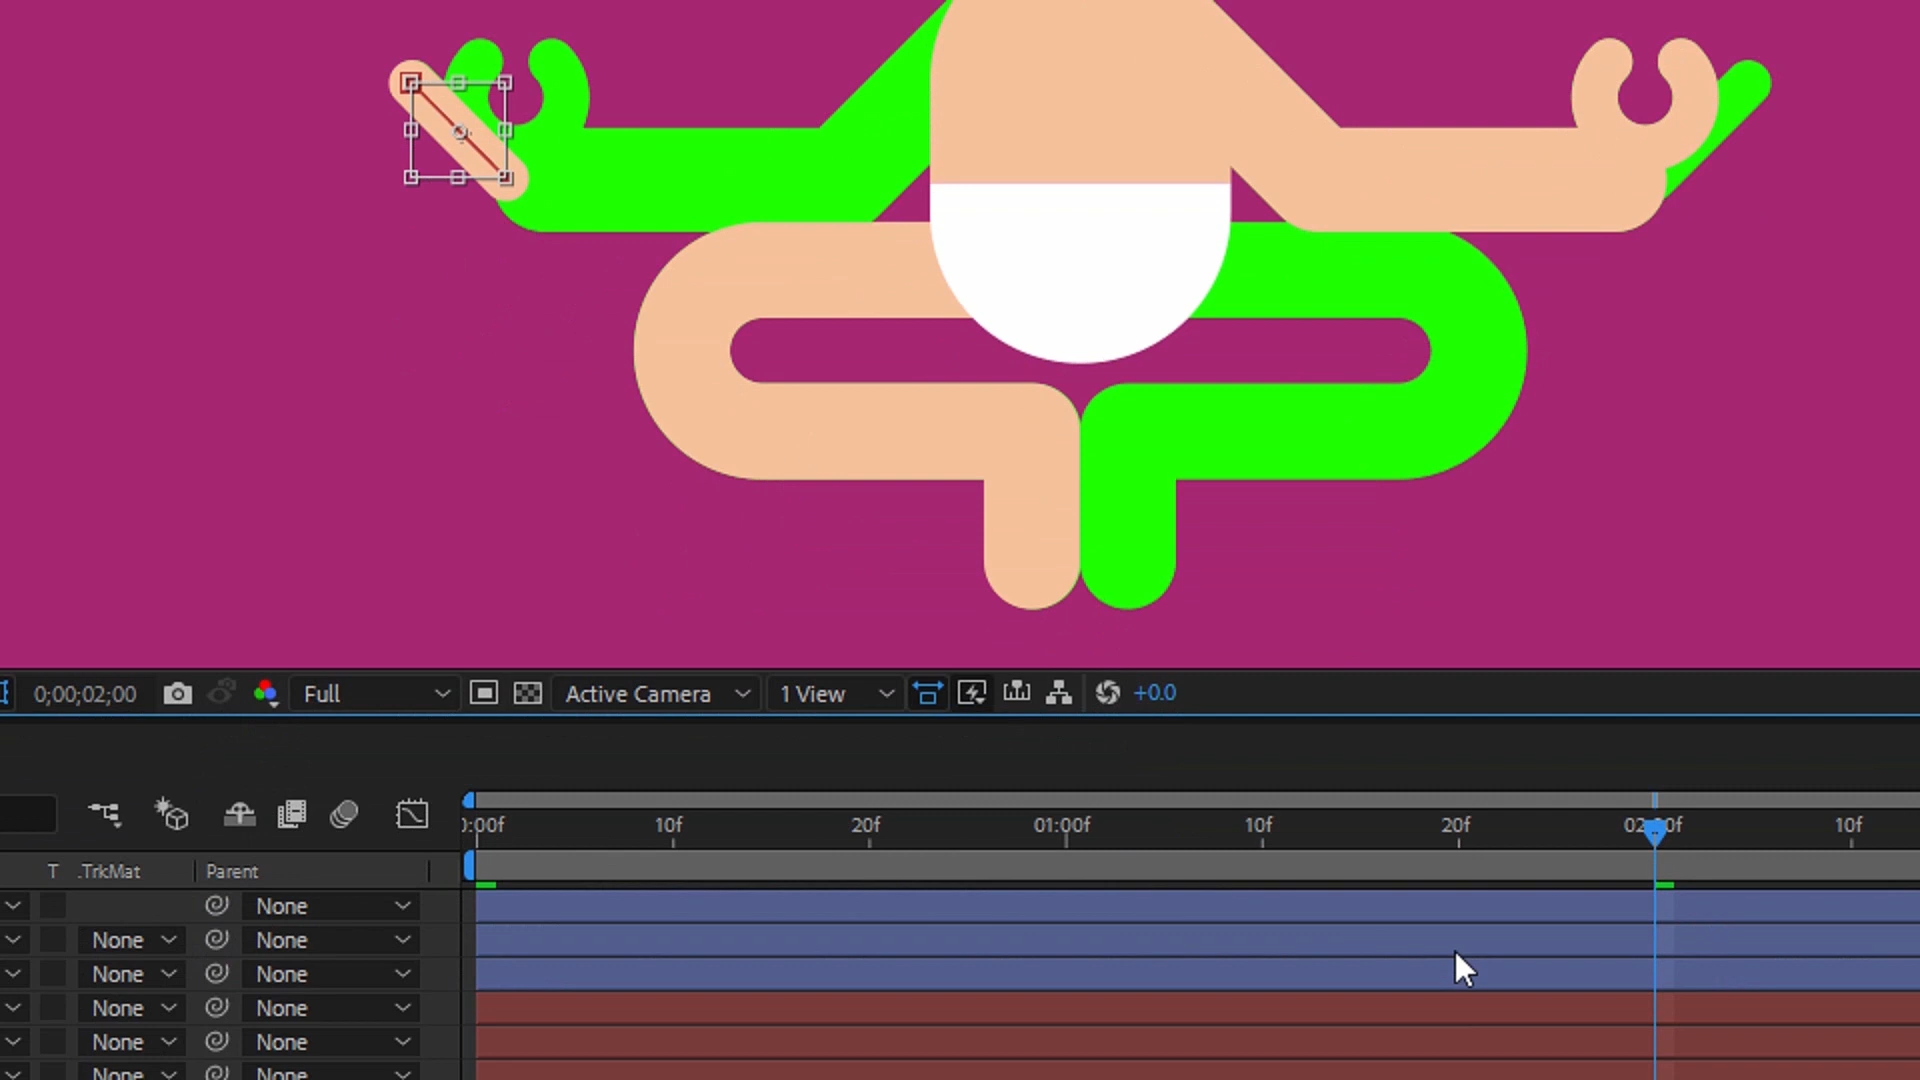 0;00;02;00 Full Active Camera 1 View +0.0
0:00f 10f 20f 01:00f 10f 20f 02:00f 10f
T .TrkMat Parent
None
None None
None None
None None
None None
None None